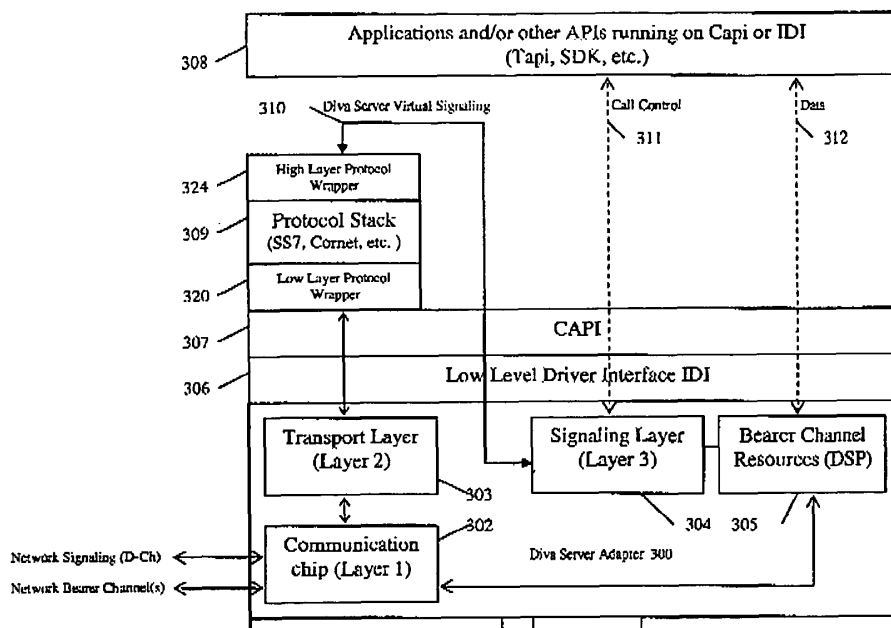 Applications and/or other APIs running on Capi or IDI
(Tapi, SDK, etc.)
308
310
Diva Server Virtual Signaling
Call Control
311
Data
312
324
High Layer Protocol
Wrapper
309
Protocol Stack
(SS7, Cornet, etc. )
320
Low Layer Protocol
Wrapper
307
CAPI
306
Low Level Driver Interface IDI
Transport Layer
(Layer 2)
303
Signaling Layer
(Layer 3)
304
Bearer Channel
Resources (DSP)
305
302
Communication
chip (Layer 1)
Diva Server Adapter 300
Network Signaling (D-Ch)
Network Bearer Channel(s)